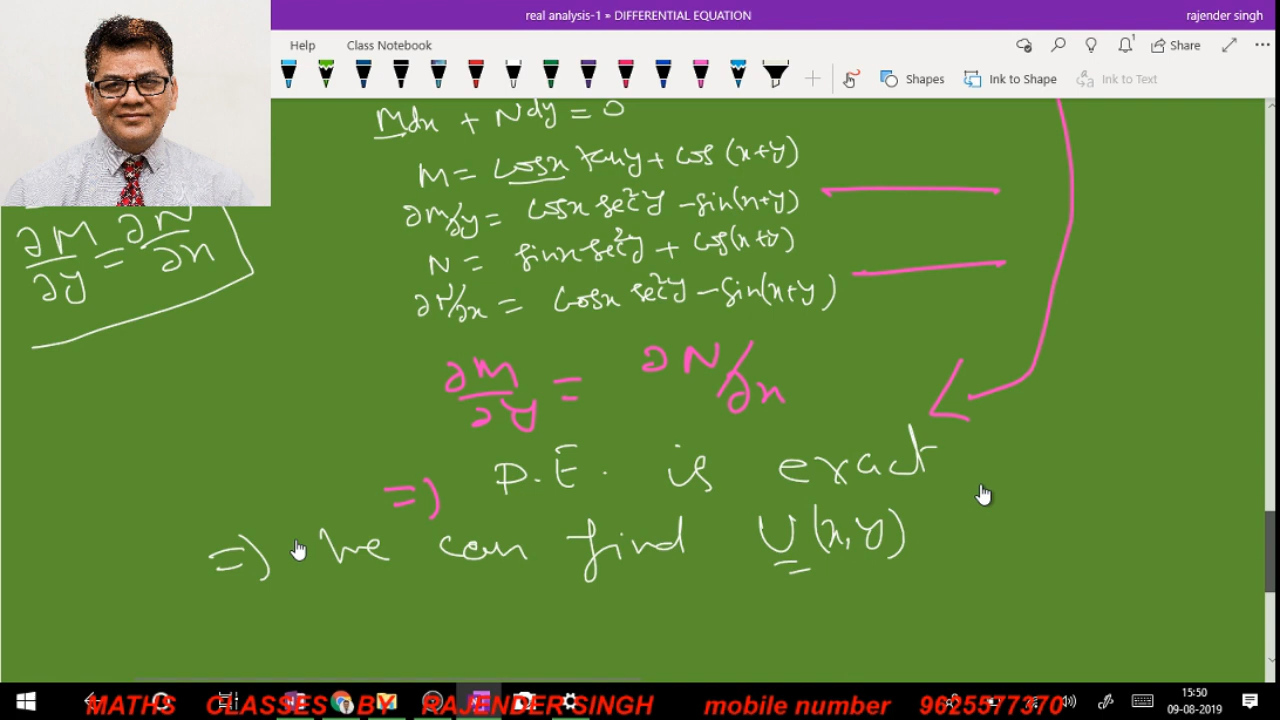 real analysis-1 » DIFFERENTIAL EQUATION
rajender singh
Help Class Notebook
Share
Shapes
Ink to Shape
Ink to Text
Mdx + Ndy = 0
M = cosx tany + cos (x+y)
∂M/∂y = cosx sec²y - sin(x+y)
N = sinx sec²y + cos(x+y)
∂N/∂x = cosx sec²y - sin(x+y)
∂M/∂y = ∂N/∂x
∂M/∂y = ∂N/∂x
=) D.E. is exact
=) We can find U(x,y)
15:50
09-08-2019
MATHS CLASSES BY RAJENDER SINGH mobile number 9625577370